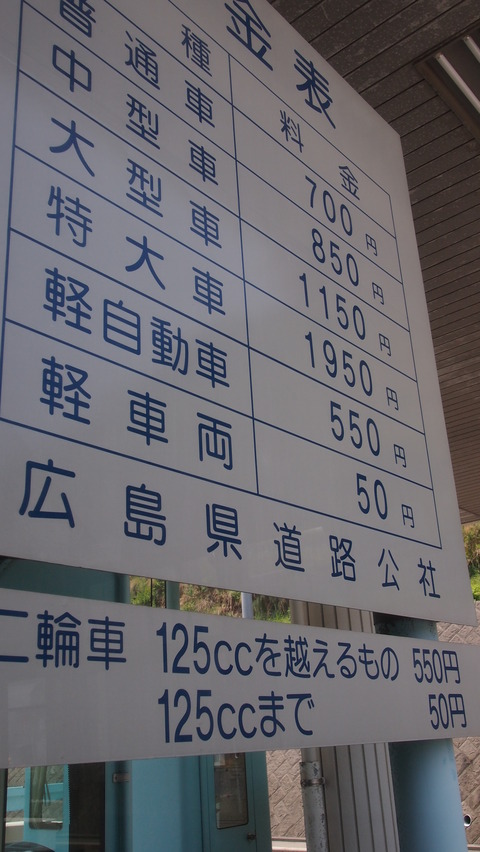 金表
種 料金
普通車 700円
中型車 850円
大型車 1150円
特大車 1950円
軽自動車 550円
軽車両 50円
広島県道路公社
二輪車 125ccを越えるもの 550円
125ccまで 50円